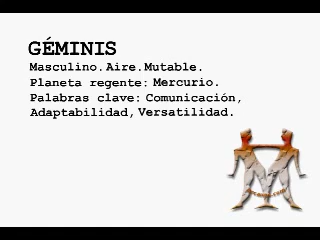 GÉMINIS
Masculino. Aire. Mutable.
Planeta regente: Mercurio.
Palabras clave: Comunicación,
Adaptabilidad, Versatilidad.